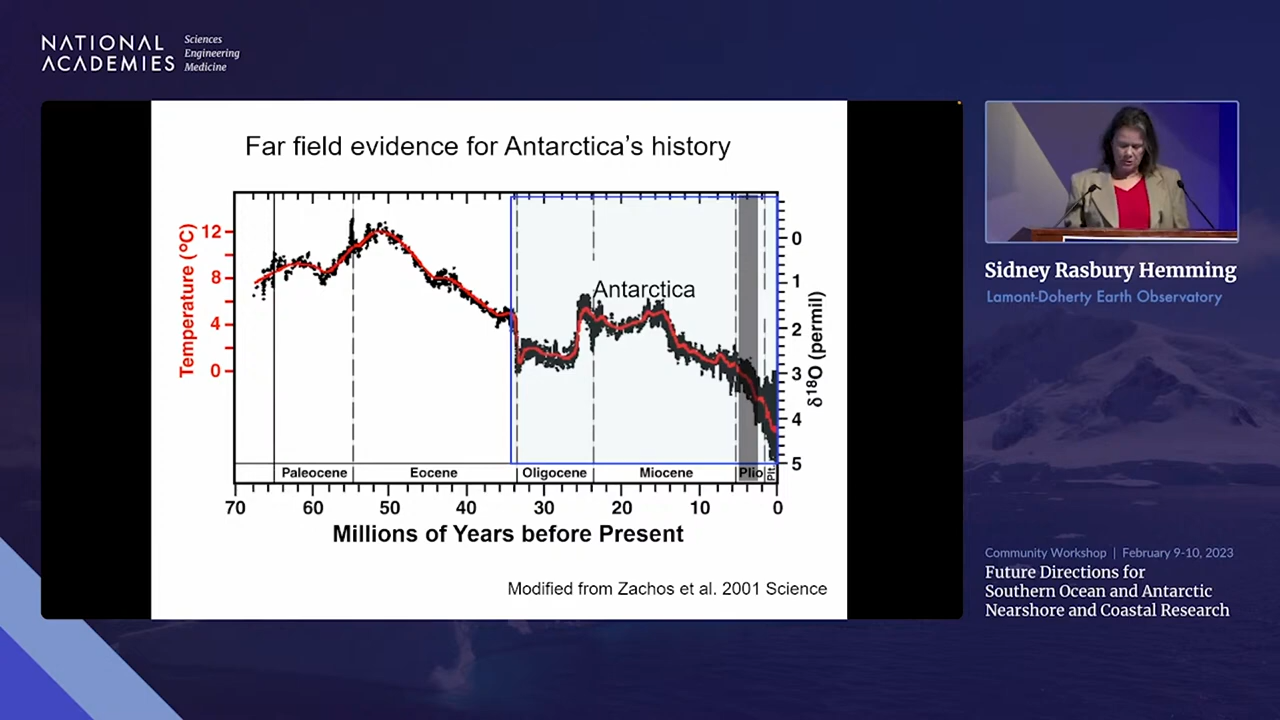 NATIONAL ACADEMIES
Sciences
Engineering
Medicine
Far field evidence for Antarctica's history
Temperature (°C)
12
8
4
0
Antarctica
0
1
2
3
4
5
δ18O (permil)
Paleocene
Eocene
Oligocene
Miocene
Plio
Plt.
70
60
50
40
30
20
10
0
Millions of Years before Present
Modified from Zachos et al. 2001 Science
Sidney Rasbury Hemming
Lamont-Doherty Earth Observatory
Community Workshop | February 9-10, 2023
Future Directions for
Southern Ocean and Antarctic
Nearshore and Coastal Research